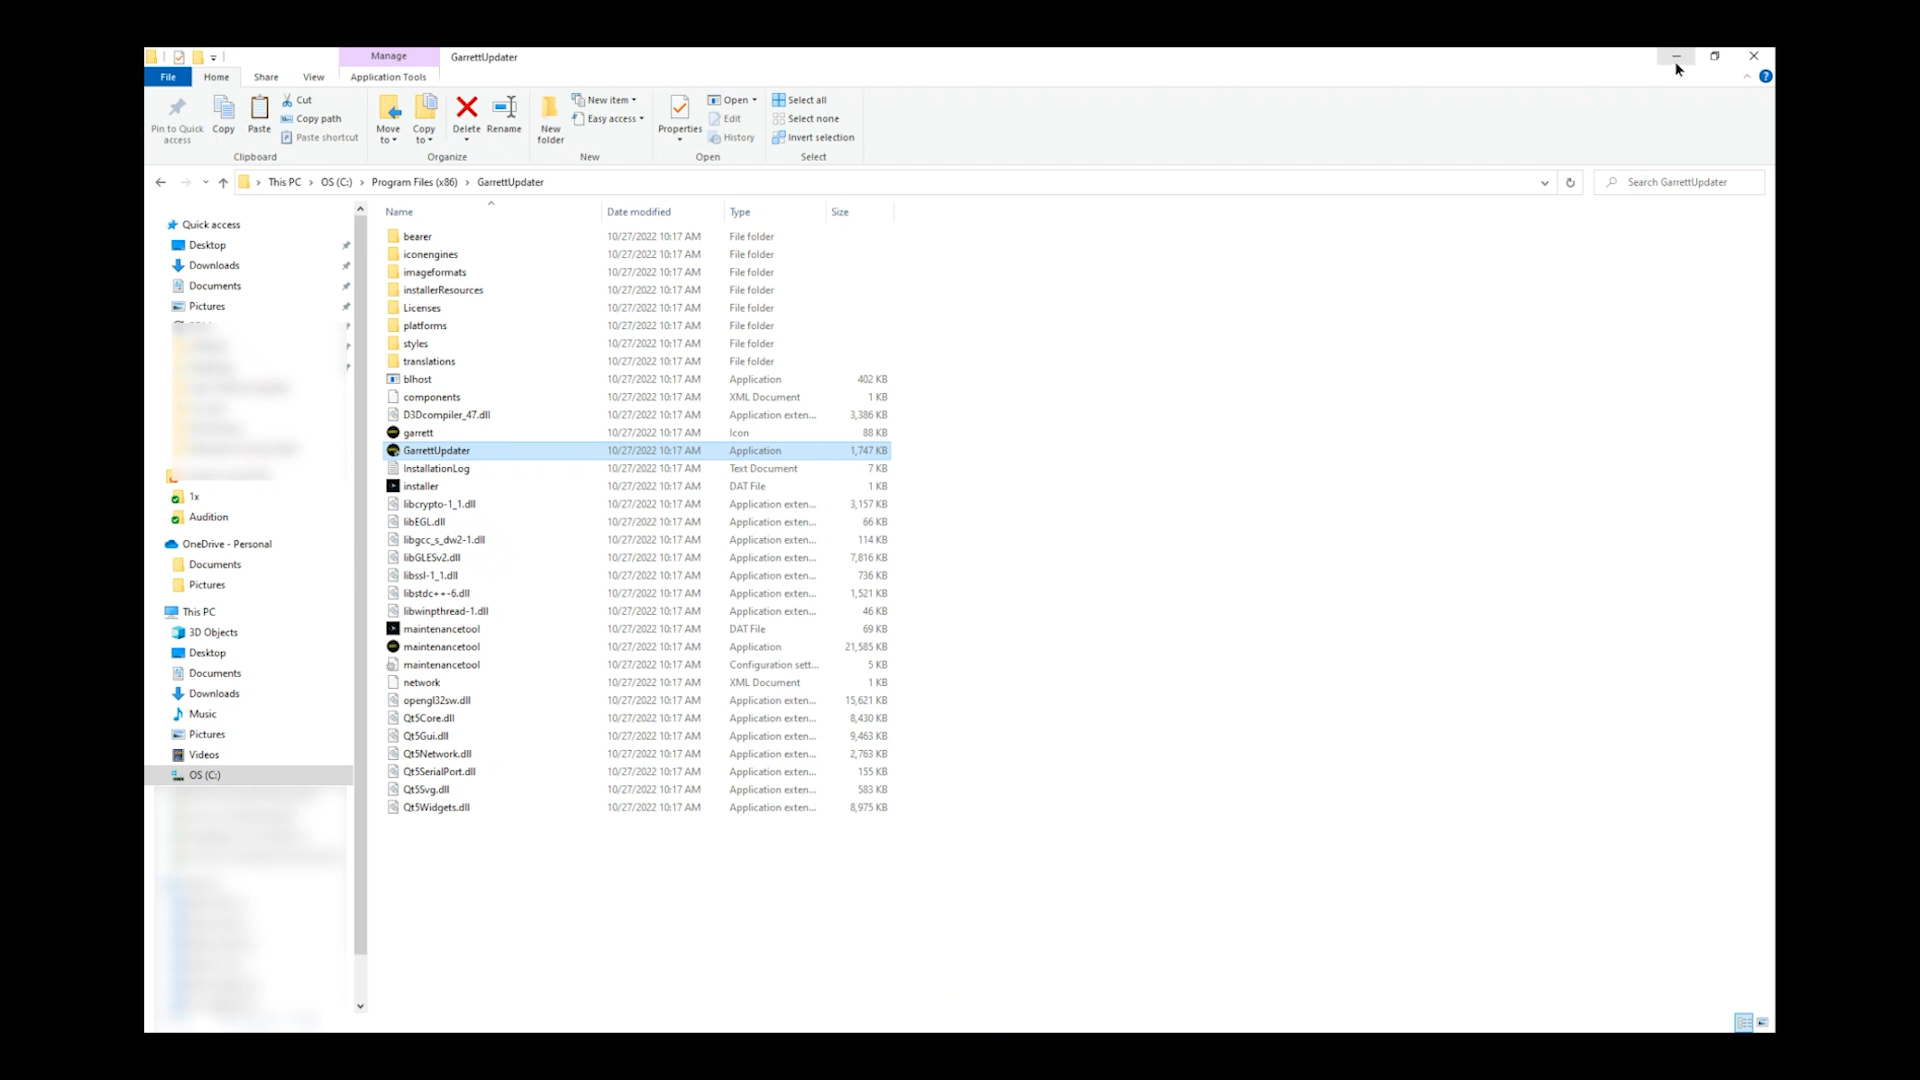 Manage
GarrettUpdater
File
Home
Share
View
Application Tools
Pin to Quick access
Copy
Paste
Cut
Copy path
Paste shortcut
Clipboard
Move to
Copy to
Delete
Rename
Organize
New folder
New item
Easy access
New
Properties
Open
Edit
History
Open
Select all
Select none
Invert selection
Select
This PC > OS (C:) > Program Files (x86) > GarrettUpdater
Search GarrettUpdater
Quick access
Desktop
Downloads
Documents
Pictures
1x
Audition
OneDrive - Personal
Documents
Pictures
This PC
3D Objects
Desktop
Documents
Downloads
Music
Pictures
Videos
OS (C:)
Name Date modified Type Size
bearer 10/27/2022 10:17 AM File folder
iconengines 10/27/2022 10:17 AM File folder
imageformats 10/27/2022 10:17 AM File folder
installerResources 10/27/2022 10:17 AM File folder
Licenses 10/27/2022 10:17 AM File folder
platforms 10/27/2022 10:17 AM File folder
styles 10/27/2022 10:17 AM File folder
translations 10/27/2022 10:17 AM File folder
blhost 10/27/2022 10:17 AM Application 402 KB
components 10/27/2022 10:17 AM XML Document 1 KB
D3Dcompiler_47.dll 10/27/2022 10:17 AM Application exten... 3,386 KB
garrett 10/27/2022 10:17 AM Icon 88 KB
GarrettUpdater 10/27/2022 10:17 AM Application 1,747 KB
InstallationLog 10/27/2022 10:17 AM Text Document 7 KB
installer 10/27/2022 10:17 AM DAT File 1 KB
libcrypto-1_1.dll 10/27/2022 10:17 AM Application exten... 3,157 KB
libEGL.dll 10/27/2022 10:17 AM Application exten... 66 KB
libgcc_s_dw2-1.dll 10/27/2022 10:17 AM Application exten... 114 KB
libGLESv2.dll 10/27/2022 10:17 AM Application exten... 7,816 KB
libssl-1_1.dll 10/27/2022 10:17 AM Application exten... 736 KB
libstdc++-6.dll 10/27/2022 10:17 AM Application exten... 1,521 KB
libwinpthread-1.dll 10/27/2022 10:17 AM Application exten... 46 KB
maintenancetool 10/27/2022 10:17 AM DAT File 69 KB
maintenancetool 10/27/2022 10:17 AM Application 21,585 KB
maintenancetool 10/27/2022 10:17 AM Configuration sett... 5 KB
network 10/27/2022 10:17 AM XML Document 1 KB
opengl32sw.dll 10/27/2022 10:17 AM Application exten... 15,621 KB
Qt5Core.dll 10/27/2022 10:17 AM Application exten... 8,430 KB
Qt5Gui.dll 10/27/2022 10:17 AM Application exten... 9,463 KB
Qt5Network.dll 10/27/2022 10:17 AM Application exten... 2,763 KB
Qt5SerialPort.dll 10/27/2022 10:17 AM Application exten... 155 KB
Qt5Svg.dll 10/27/2022 10:17 AM Application exten... 583 KB
Qt5Widgets.dll 10/27/2022 10:17 AM Application exten... 8,975 KB